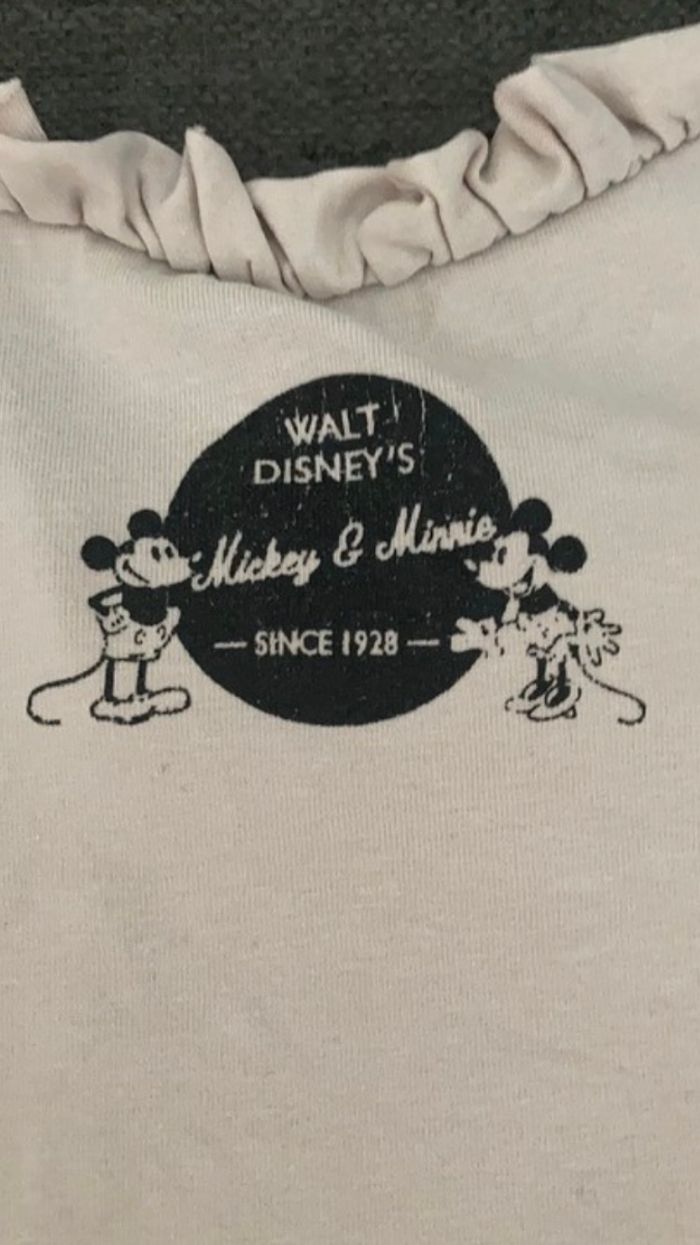 WALT
DISNEY'S
Mickey & Minnie
— SINCE 1928 —